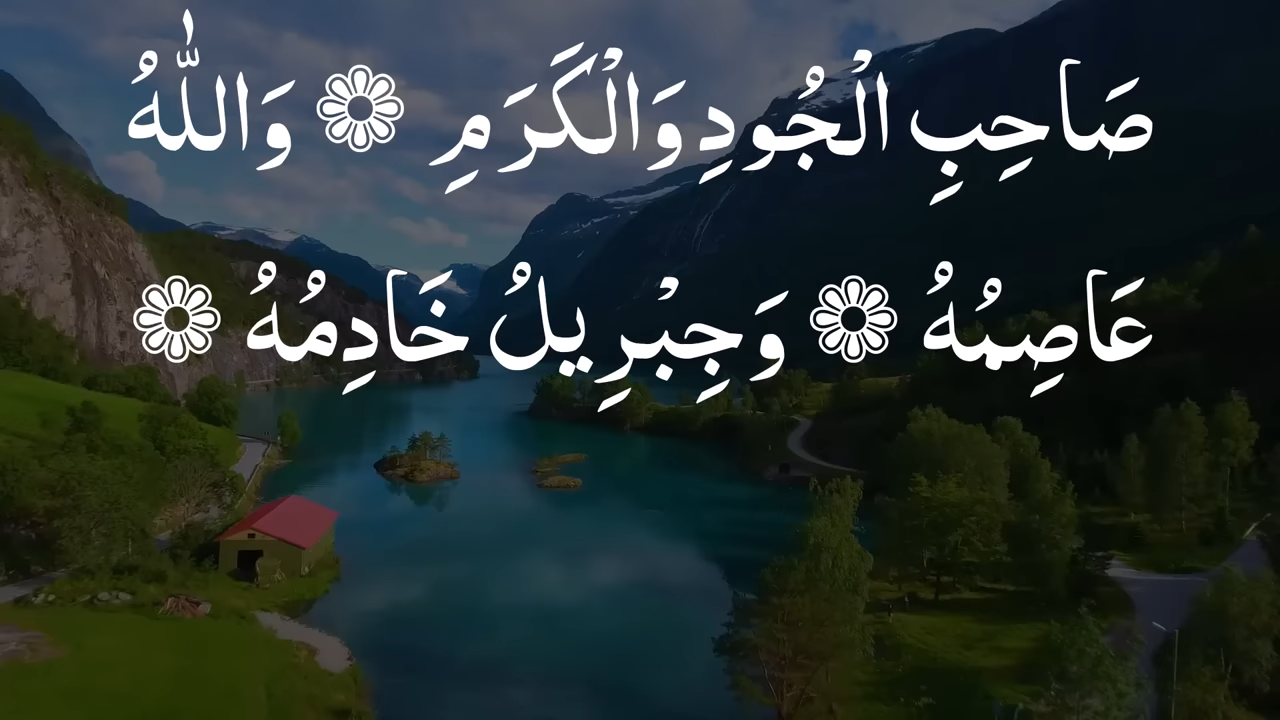 صَاحِبِ الْجُودِ وَالْكَرَمِ ❁ وَاللّٰهُ
عَاصِمُهُ ❁ وَجِبْرِيلُ خَادِمُهُ ❁